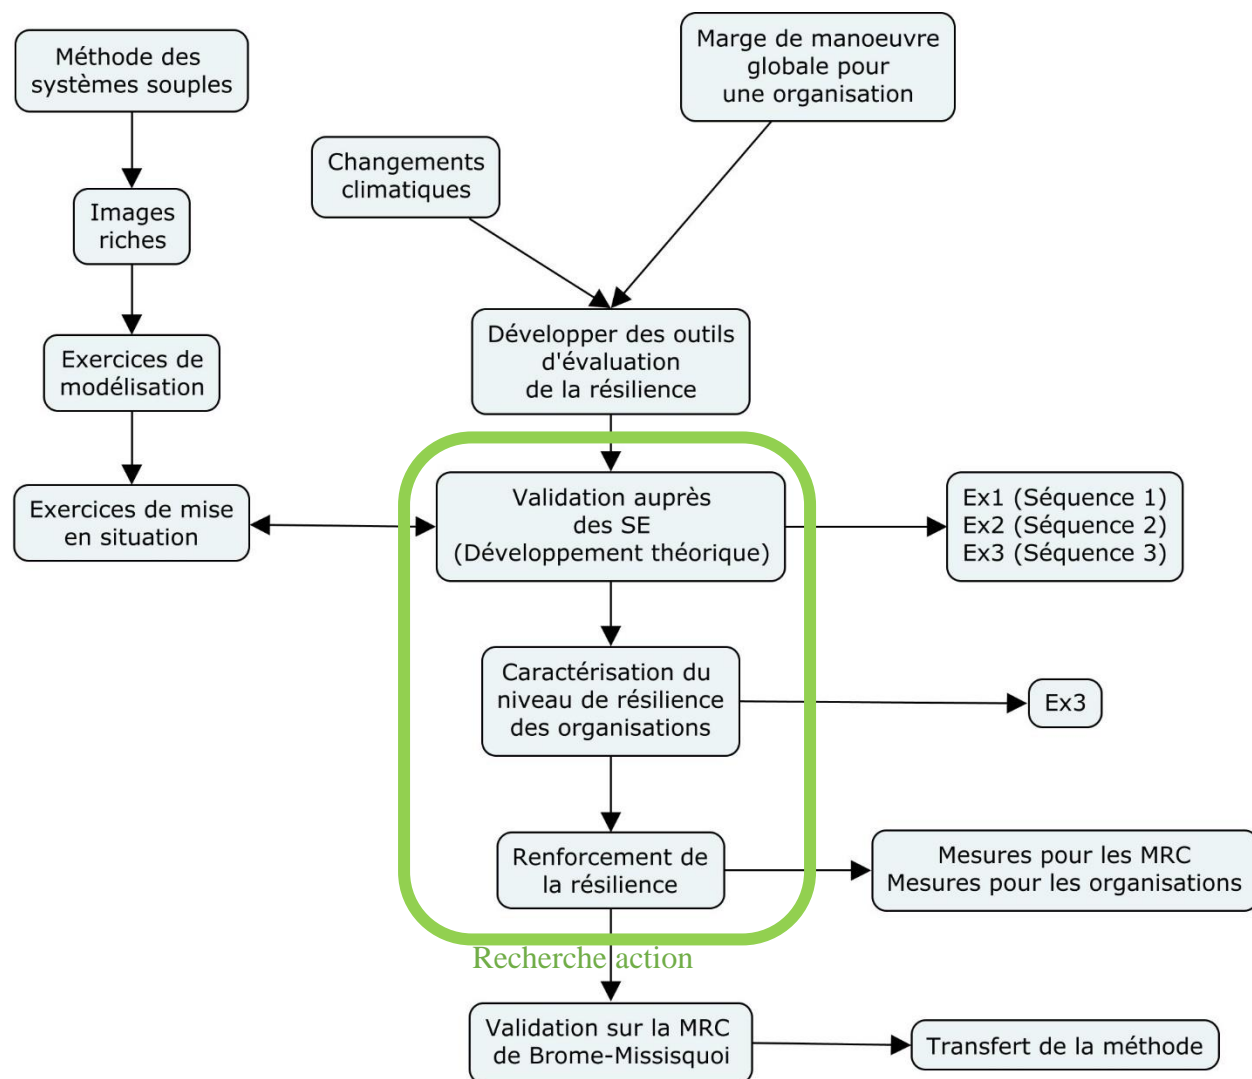 Méthode des
systèmes souples
Marge de manoeuvre
globale pour
une organisation
Changements
climatiques
Images
riches
Développer des outils
d'évaluation
de la résilience
Exercices de
modélisation
Exercices de mise
en situation
Validation auprès
des SE
(Développement théorique)
Ex1 (Séquence 1)
Ex2 (Séquence 2)
Ex3 (Séquence 3)
Caractérisation du
niveau de résilience
des organisations
Ex3
Renforcement de
la résilience
Mesures pour les MRC
Mesures pour les organisations
Recherche action
Validation sur la MRC
de Brome-Missisquoi
Transfert de la méthode